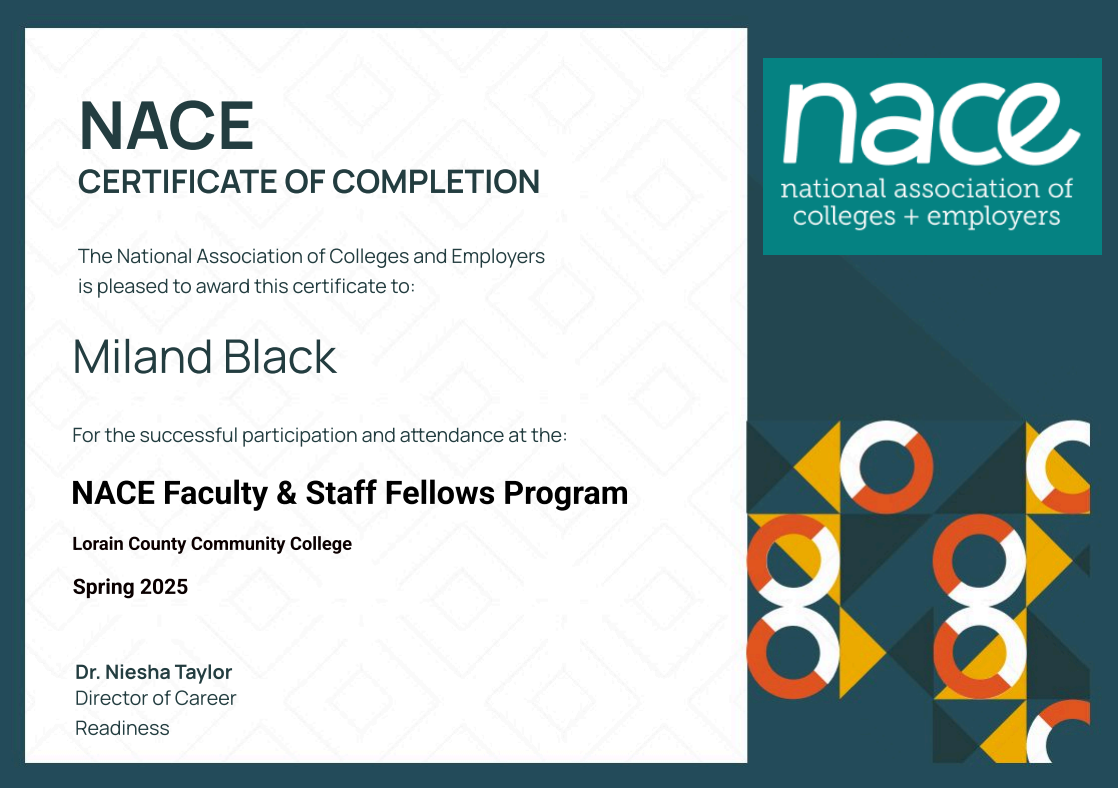 NACE
CERTIFICATE OF COMPLETION
The National Association of Colleges and Employers
is pleased to award this certificate to:
Miland Black
For the successful participation and attendance at the:
NACE Faculty & Staff Fellows Program
Lorain County Community College
Spring 2025
Dr. Niesha Taylor
Director of Career
Readiness
nace
national association of
colleges + employers